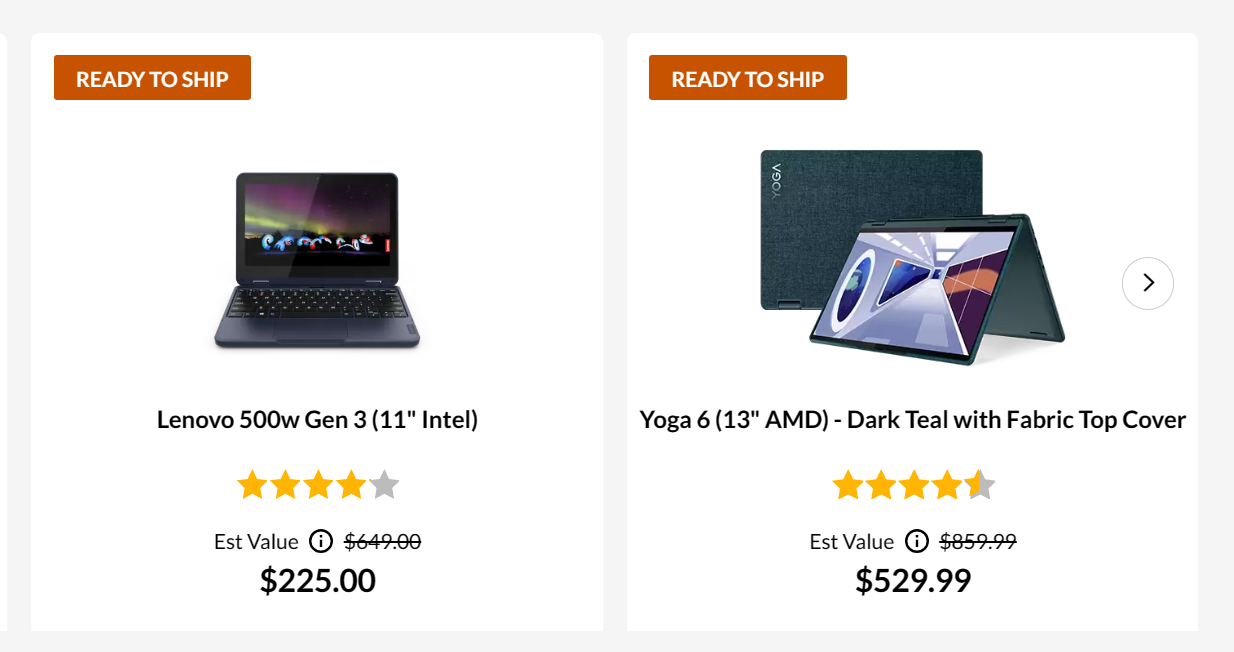 READY TO SHIP
Lenovo 500w Gen 3 (11" Intel)
Est Value $649.00
$225.00
READY TO SHIP
YOGA
Yoga 6 (13" AMD) - Dark Teal with Fabric Top Cover
Est Value $859.99
$529.99